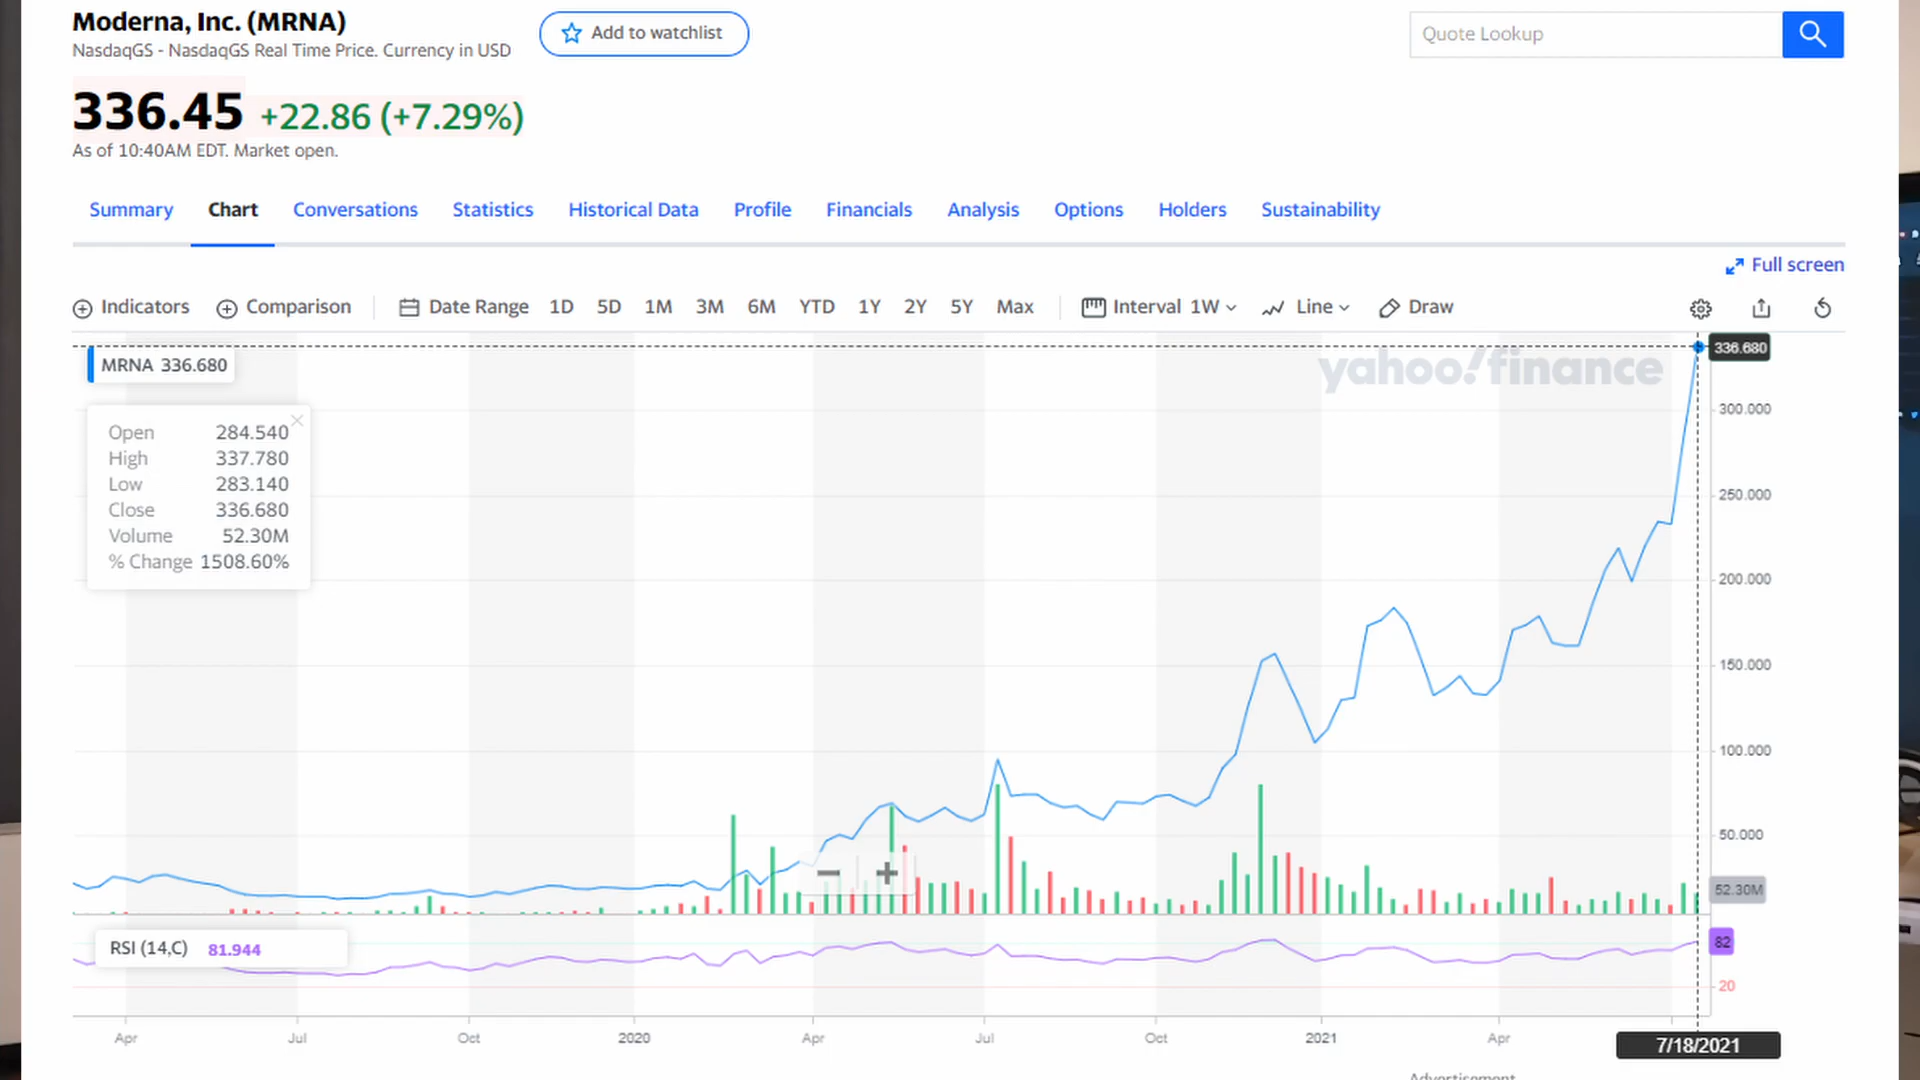 Moderna, Inc. (MRNA)
NasdaqGS - NasdaqGS Real Time Price. Currency in USD
Add to watchlist
Quote Lookup
336.45 +22.86 (+7.29%)
As of 10:40AM EDT. Market open.
Summary Chart Conversations Statistics Historical Data Profile Financials Analysis Options Holders Sustainability
Full screen
Indicators Comparison Date Range 1D 5D 1M 3M 6M YTD 1Y 2Y 5Y Max Interval 1W Line Draw
MRNA 336.680
yahoo!finance
336.680
Open 284.540
High 337.780
Low 283.140
Close 336.680
Volume 52.30M
% Change 1508.60%
300.000
250.000
200.000
150.000
100.000
50.000
52.30M
RSI (14,C) 81.944
82
20
Apr Jul Oct 2020 Apr Jul Oct 2021 Apr 7/18/2021
Advertisement